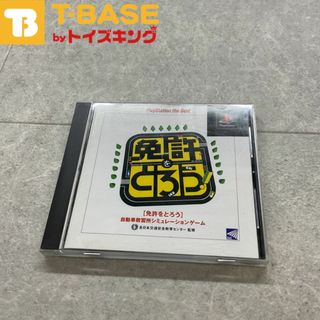 TB T-BASE
by トイズキング
PlayStation the Best
免許
を
とろう
[免許をとろう]
自動車教習所シミュレーションゲーム
全日本交通安全教育センター 監修